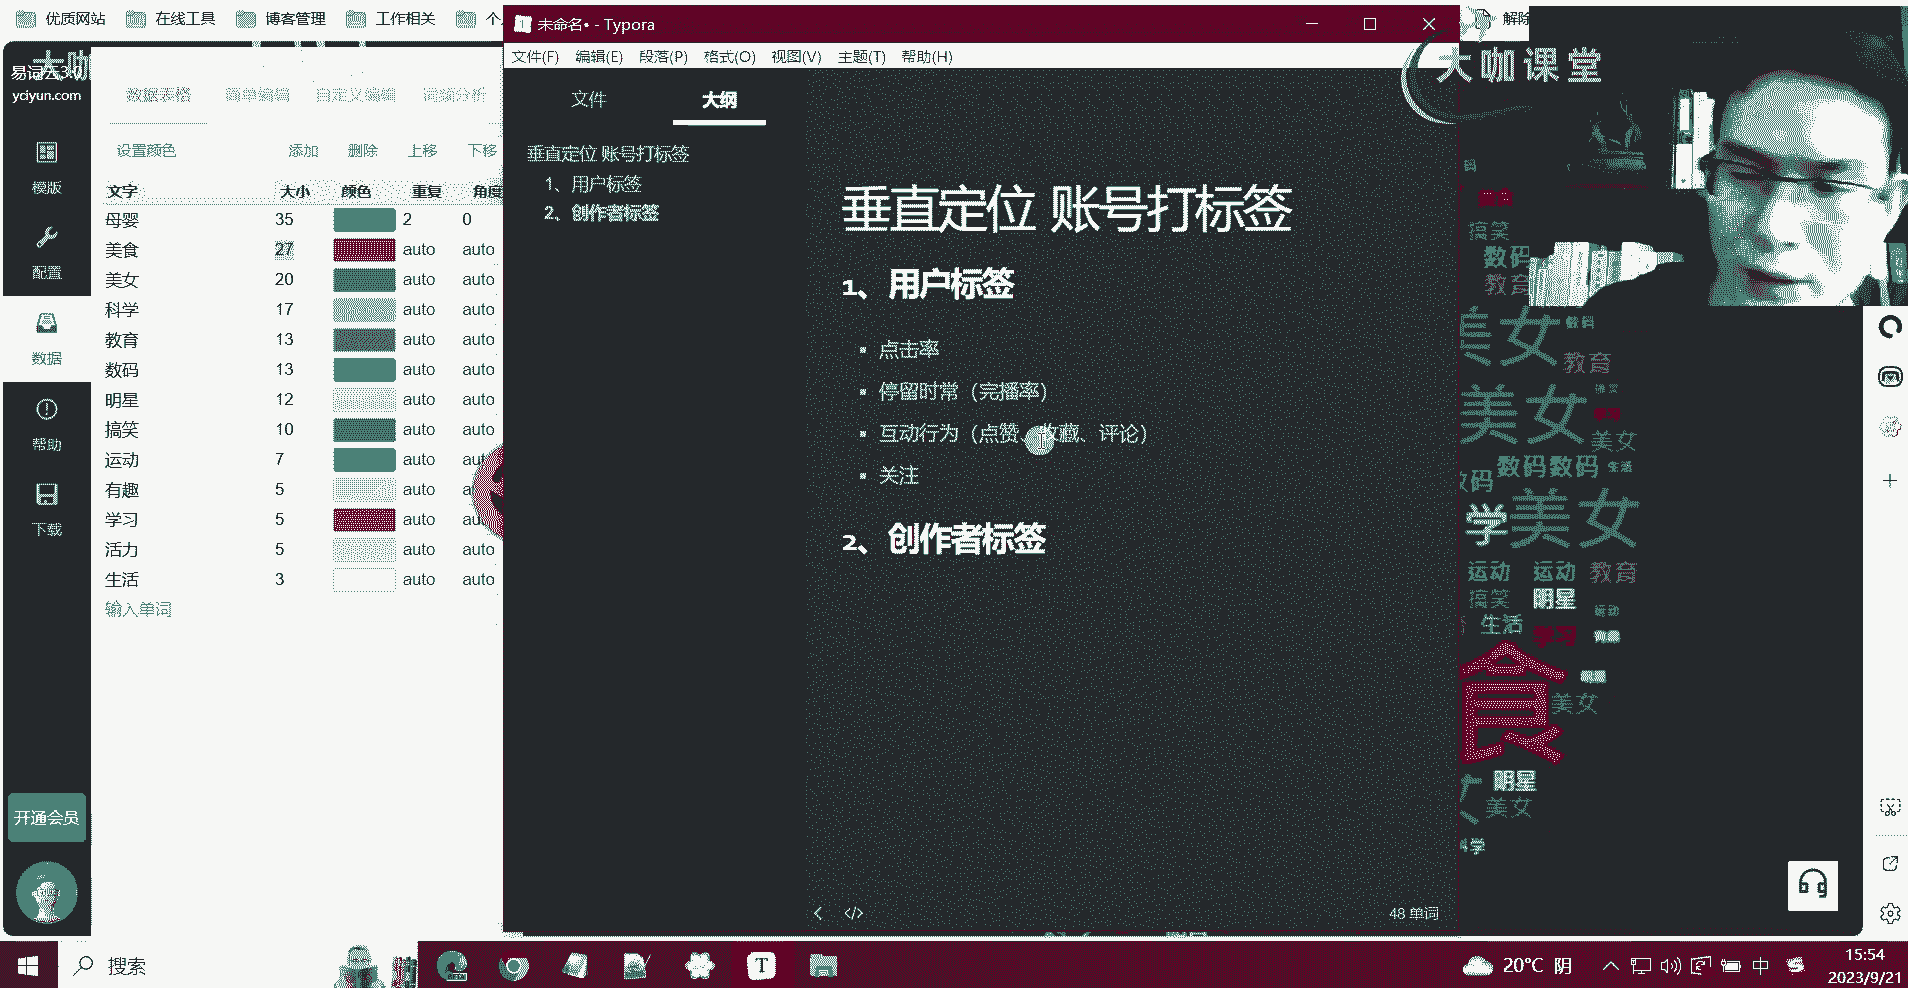 优质网站
在线工具
博客管理
工作相关
未命名• - Typora
解除
文件(F) 编辑(E) 段落(P) 格式(O) 视图(V) 主题(T) 帮助(H)
大咖课堂
yciyun.com
模版
配置
数据
帮助
下载
开通会员
数据表格 简单编辑 自定义编辑 词频分析
设置颜色 添加 删除 上移 下移
文字 大小 颜色 重复 角度
母婴 35 2 0
美食 27 auto auto
美女 20 auto auto
科学 17 auto auto
教育 13 auto auto
数码 13 auto auto
明星 12 auto auto
搞笑 10 auto auto
运动 7 auto auto
有趣 5 auto
学习 5 auto
活力 5 auto auto
生活 3 auto auto
输入单词
文件 大纲
垂直定位 账号打标签
1、用户标签
2、创作者标签
垂直定位 账号打标签
1、用户标签
点击率
停留时常（完播率）
互动行为（点赞、收藏、评论）
关注
2、创作者标签
48 单词
搞笑
数码
教育
美女 数码
教育
美女
美女
数码数码 生活
学美女
运动 运动 教育
搞笑 明星 运动
生活 学习
食
美女
明星
美女
搜索
20°C 阴
中
15:54
2023/9/21